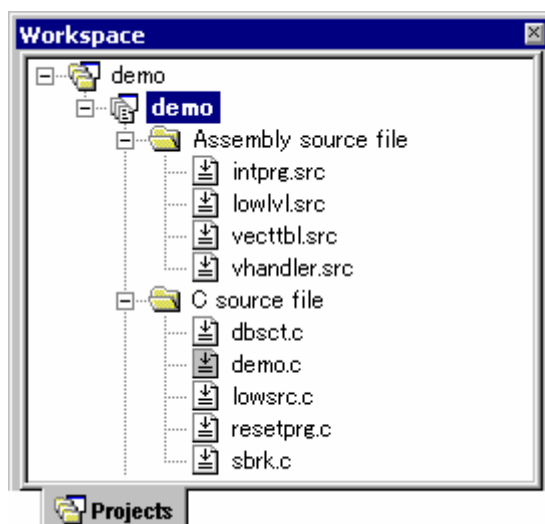 Workspace
demo
demo
Assembly source file
intprg.src
lowlvl.src
vecttbl.src
vhandler.src
C source file
dbsct.c
demo.c
lowsrc.c
resetprg.c
sbrk.c
Projects